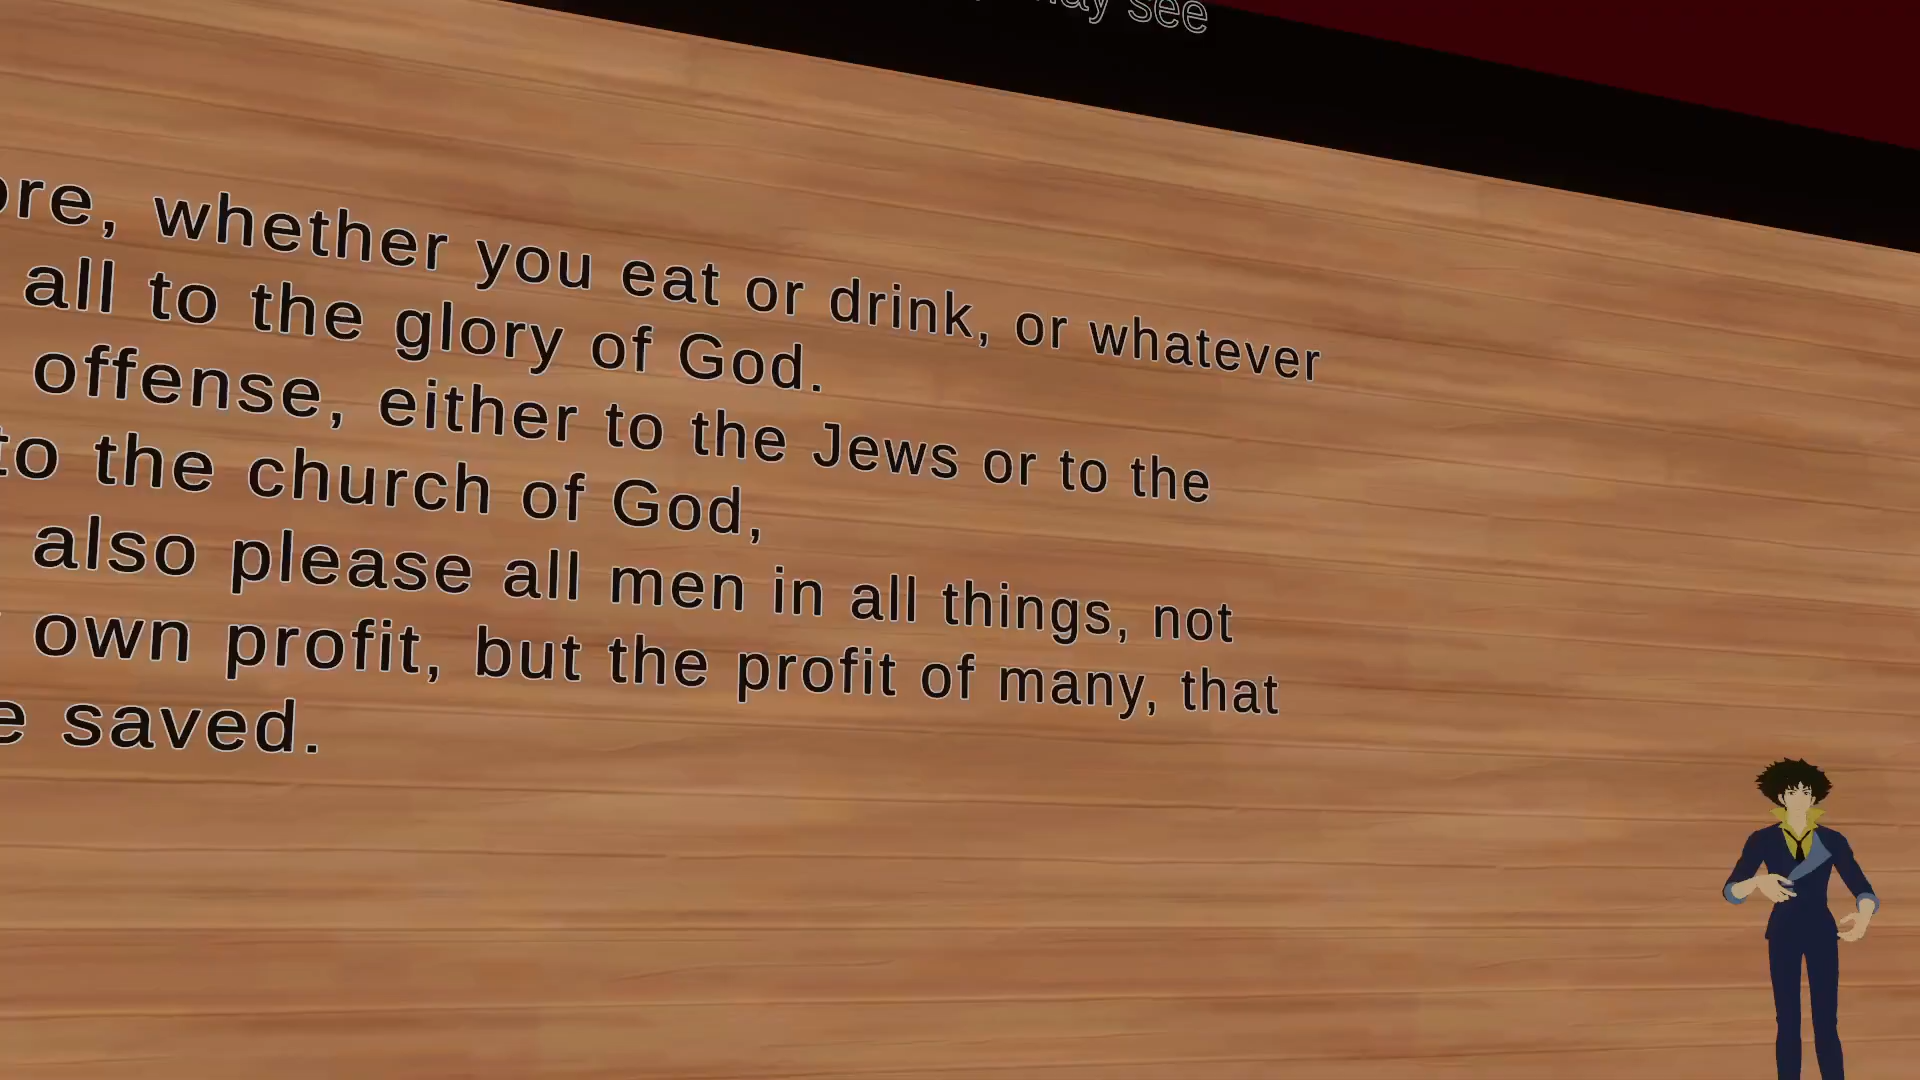 may see
whether you eat or drink, or whatever
all to the glory of God.
offense, either to the Jews or to the
to the church of God,
also please all men in all things, not
own profit, but the profit of many, that
saved.